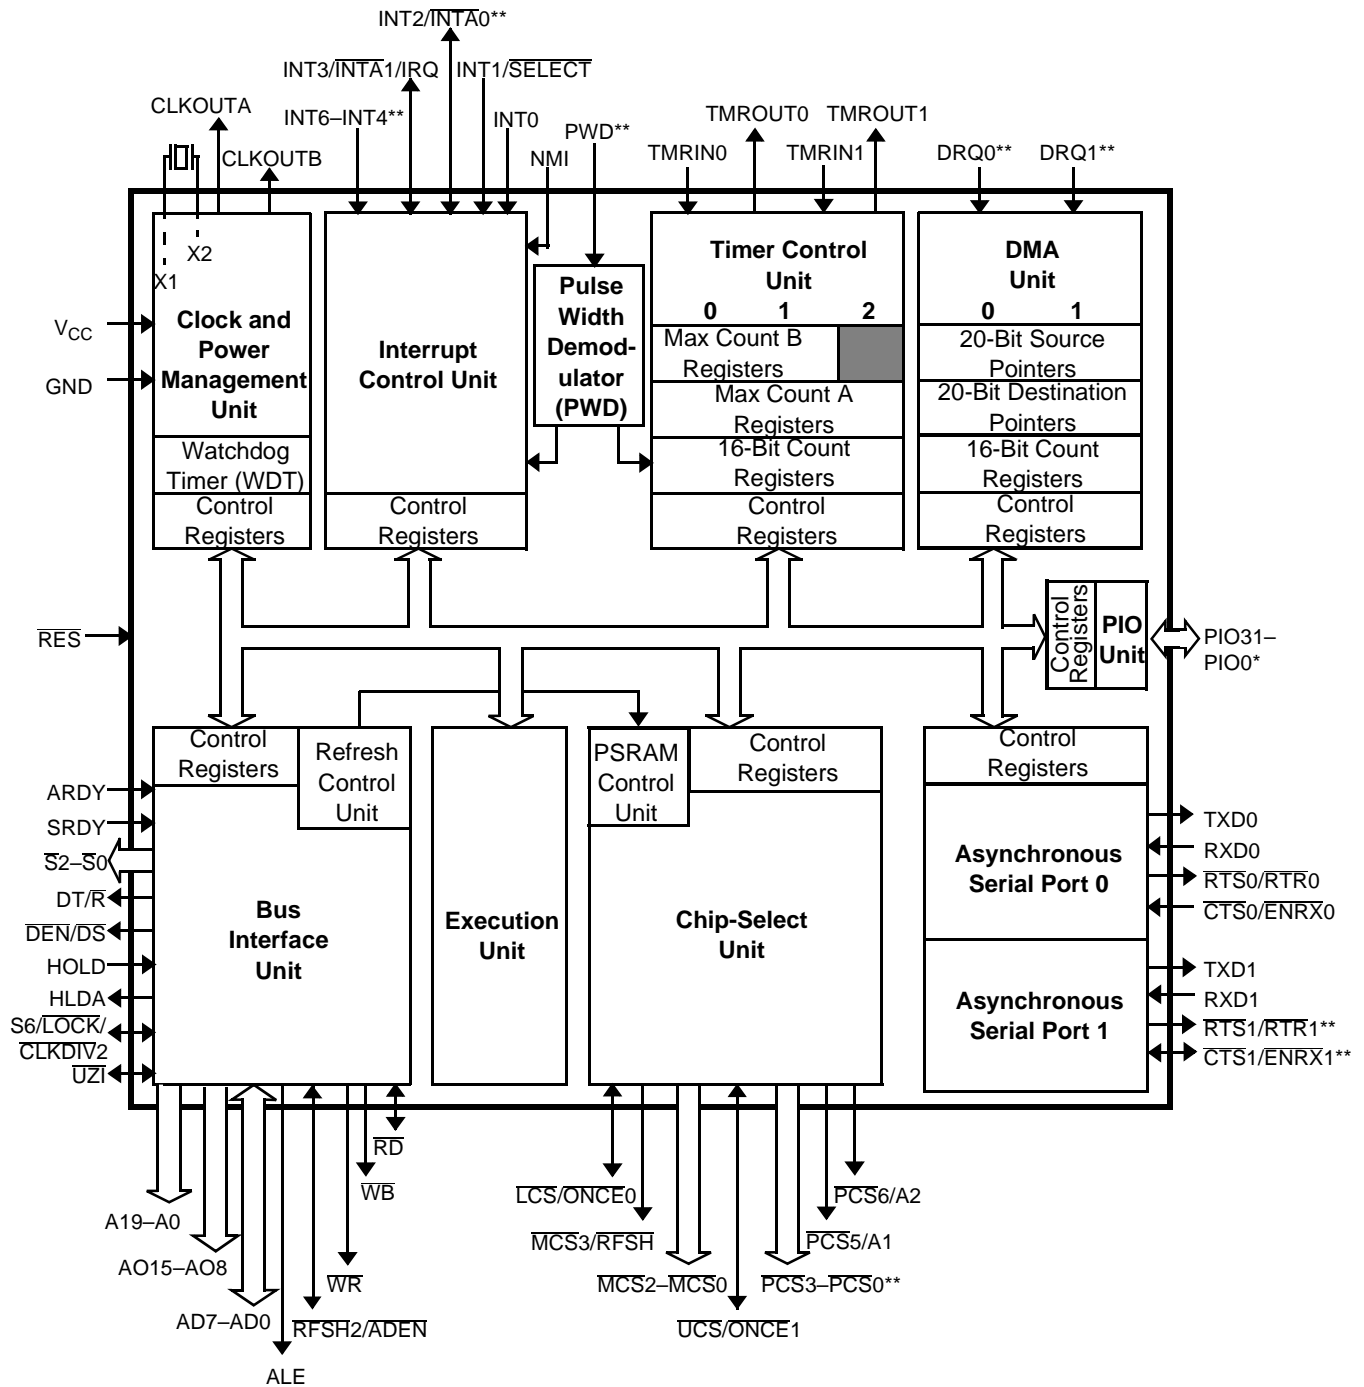 INT2/INTA0**
INT3/INTA1/IRQ
INT1/SELECT
CLKOUTA
INT6–INT4**
INT0
PWD**
TMROUT0
TMROUT1
CLKOUTB
NMI
TMRIN0
TMRIN1
DRQ0**
DRQ1**
X2
X1
VCC
GND
Clock and
Power
Management
Unit
Watchdog
Timer (WDT)
Control
Registers
Interrupt
Control Unit
Control
Registers
Pulse
Width
Demod-
ulator
(PWD)
Timer Control
Unit
0 1 2
Max Count B
Registers
Max Count A
Registers
16-Bit Count
Registers
Control
Registers
DMA
Unit
0 1
20-Bit Source
Pointers
20-Bit Destination
Pointers
16-Bit Count
Registers
Control
Registers
RES
Control
Registers
PIO
Unit
PIO31–
PIO0*
Control
Registers
Refresh
Control
Unit
Bus
Interface
Unit
Execution
Unit
PSRAM
Control
Unit
Control
Registers
Chip-Select
Unit
Control
Registers
Asynchronous
Serial Port 0
Asynchronous
Serial Port 1
ARDY
SRDY
S2–S0
DT/R
DEN/DS
HOLD
HLDA
S6/LOCK/
CLKDIV2
UZI
TXD0
RXD0
RTS0/RTR0
CTS0/ENRX0
TXD1
RXD1
RTS1/RTR1**
CTS1/ENRX1**
RD
WB
A19–A0
AO15–AO8
WR
AD7–AD0
RFSH2/ADEN
ALE
LCS/ONCE0
PCS6/A2
MCS3/RFSH
PCS5/A1
MCS2–MCS0
PCS3–PCS0**
UCS/ONCE1